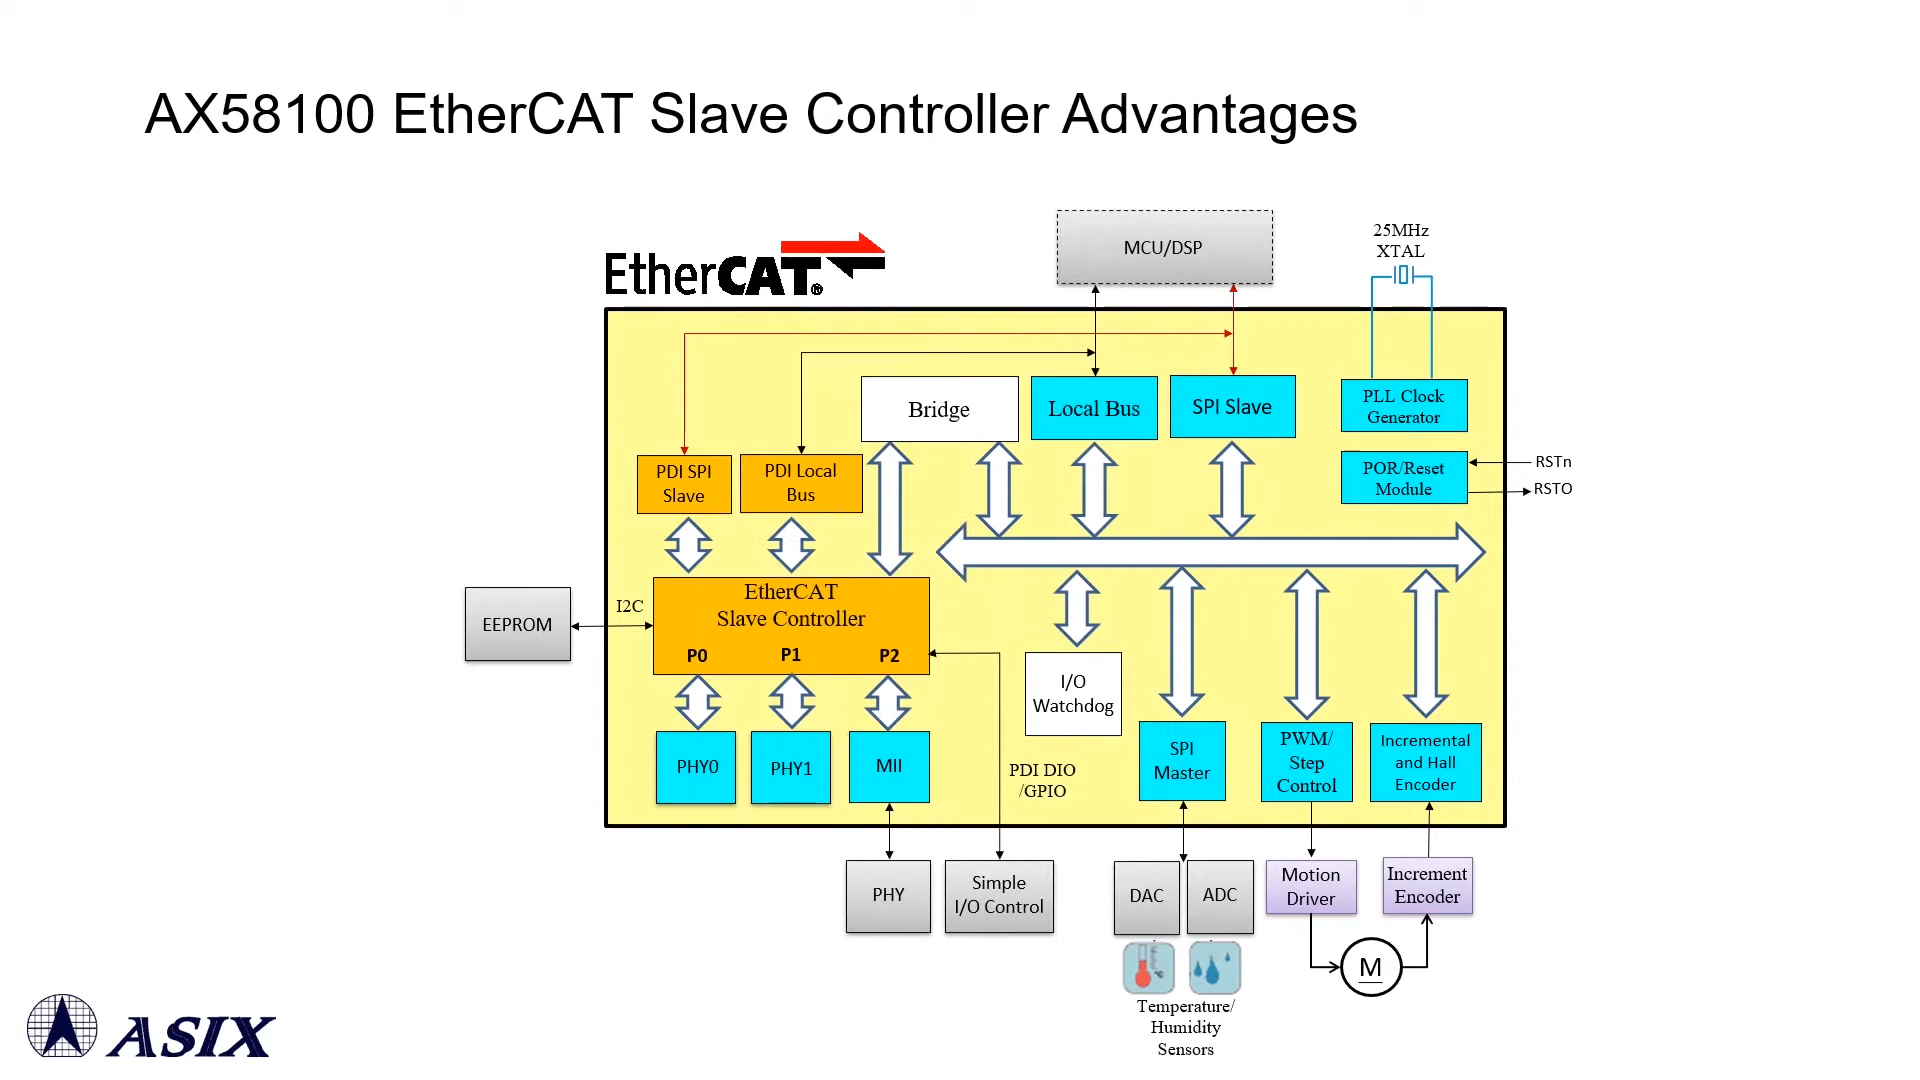 AX58100 EtherCAT Slave Controller Advantages
EtherCAT®
MCU/DSP
25MHz
XTAL
Bridge
Local Bus
SPI Slave
PLL Clock
Generator
PDI SPI
Slave
PDI Local
Bus
POR/Reset
Module
RSTn
RSTO
EEPROM
I2C
EtherCAT
Slave Controller
P0
P1
P2
I/O
Watchdog
PHY0
PHY1
MII
PDI DIO
/GPIO
SPI
Master
PWM/
Step
Control
Incremental
and Hall
Encoder
PHY
Simple
I/O Control
DAC
ADC
Motion
Driver
Increment
Encoder
M
Temperature/
Humidity
Sensors
ASIX